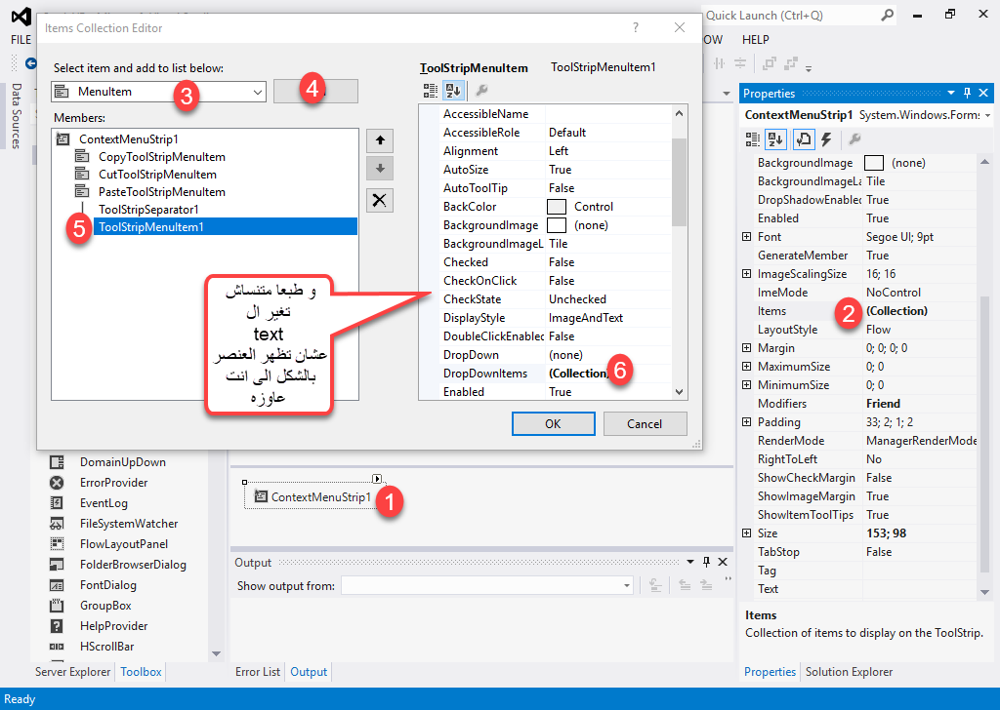 Quick Launch (Ctrl+Q)
Items Collection Editor
?
FILE
OW HELP
Select item and add to list below:
MenuItem
3
4
Members:
ContextMenuStrip1
CopyToolStripMenuItem
CutToolStripMenuItem
PasteToolStripMenuItem
ToolStripSeparator1
5
ToolStripMenuItem1
ToolStripMenuItem ToolStripMenuItem1
AccessibleName
AccessibleRole Default
Alignment Left
AutoSize True
AutoToolTip False
BackColor Control
BackgroundImage (none)
BackgroundImageL Tile
Checked False
CheckOnClick False
CheckState Unchecked
DisplayStyle ImageAndText
DoubleClickEnabled False
DropDown (none)
DropDownItems (Collection)
6
Enabled True
و طبعا متنساش
تغير ال
text
عشان تظهر العنصر
بالشكل الى انت
عاوزه
OK Cancel
Data Sources
DomainUpDown
ErrorProvider
EventLog
FileSystemWatcher
FlowLayoutPanel
FolderBrowserDialog
FontDialog
GroupBox
HelpProvider
HScrollBar
Server Explorer Toolbox
ContextMenuStrip1
1
Output
Show output from:
Error List Output
Properties
ContextMenuStrip1 System.Windows.Forms
BackgroundImage (none)
BackgroundImageLa Tile
DropShadowEnabled True
Enabled True
Font Segoe UI; 9pt
GenerateMember True
ImageScalingSize 16; 16
ImeMode NoControl
Items 2 (Collection)
LayoutStyle Flow
Margin 0; 0; 0; 0
MaximumSize 0; 0
MinimumSize 0; 0
Modifiers Friend
Padding 33; 2; 1; 2
RenderMode ManagerRenderMode
RightToLeft No
ShowCheckMargin False
ShowImageMargin True
ShowItemToolTips True
Size 153; 98
TabStop False
Tag
Text
Items
Collection of items to display on the ToolStrip.
Properties Solution Explorer
Ready